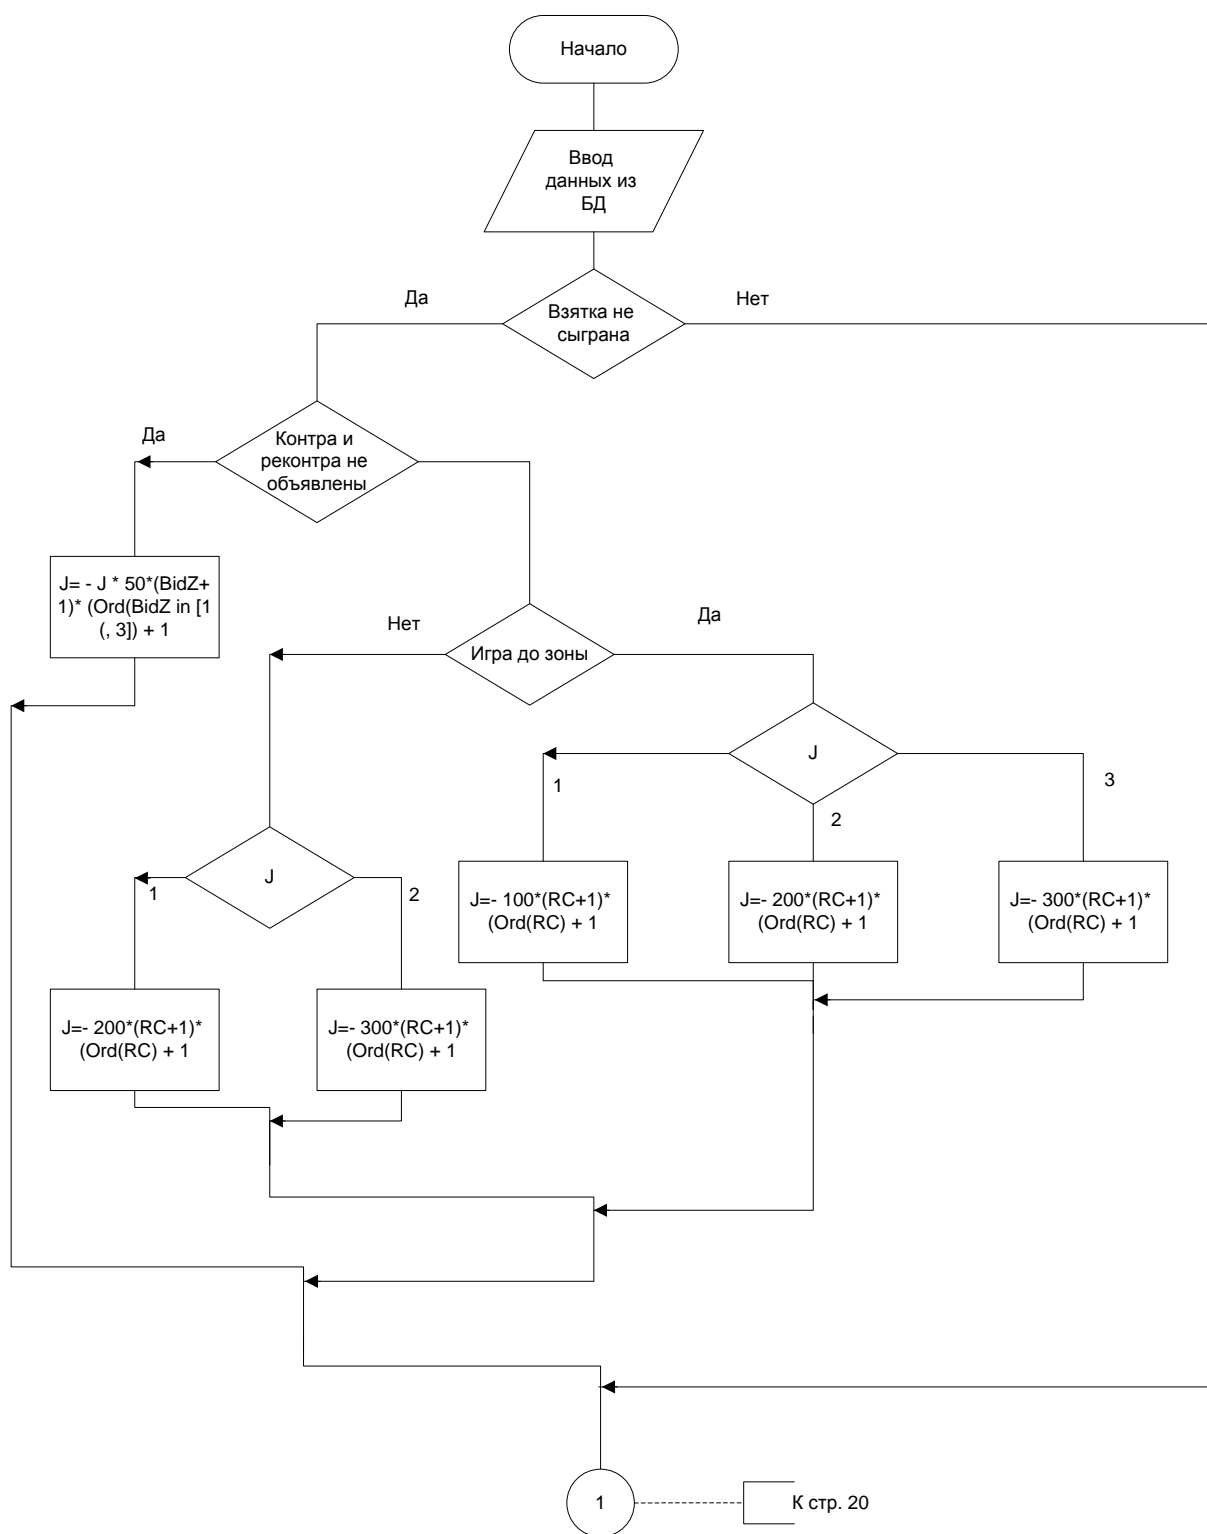 Начало
Ввод
данных из
БД
Да
Нет
Взятка не
сыграна
Да
Контра и
реконтра не
объявлены
J= - J * 50*(BidZ+
1)* (Ord(BidZ in [1
(, 3]) + 1
Нет
Да
Игра до зоны
J
1
2
3
J
1
2
J=- 100*(RC+1)*
(Ord(RC) + 1
J=- 200*(RC+1)*
(Ord(RC) + 1
J=- 300*(RC+1)*
(Ord(RC) + 1
J=- 200*(RC+1)*
(Ord(RC) + 1
J=- 300*(RC+1)*
(Ord(RC) + 1
1
К стр. 20